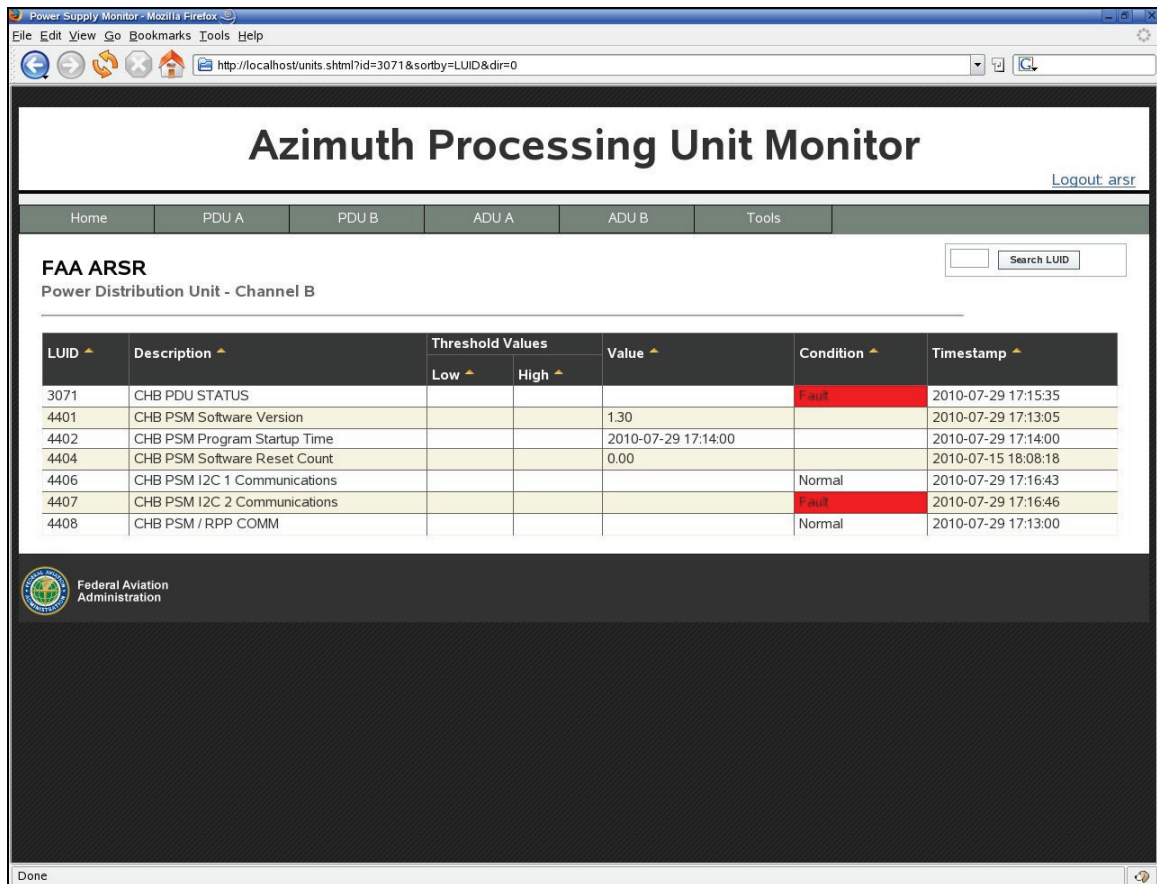 Power Supply Monitor - Mozilla Firefox
File Edit View Go Bookmarks Tools Help
http://localhost/units.shtml?id=3071&sortby=LUID&dir=0
G
Azimuth Processing Unit Monitor
Logout: arsr
Home PDU A PDU B ADU A ADU B Tools
FAA ARSR
Search LUID
Power Distribution Unit - Channel B
LUID Description Threshold Values Value Condition Timestamp
Low High
3071 CHB PDU STATUS Fault 2010-07-29 17:15:35
4401 CHB PSM Software Version 1.30 2010-07-29 17:13:05
4402 CHB PSM Program Startup Time 2010-07-29 17:14:00 2010-07-29 17:14:00
4404 CHB PSM Software Reset Count 0.00 2010-07-15 18:08:18
4406 CHB PSM I2C 1 Communications Normal 2010-07-29 17:16:43
4407 CHB PSM I2C 2 Communications Fault 2010-07-29 17:16:46
4408 CHB PSM / RPP COMM Normal 2010-07-29 17:13:00
Federal Aviation
Administration
Done